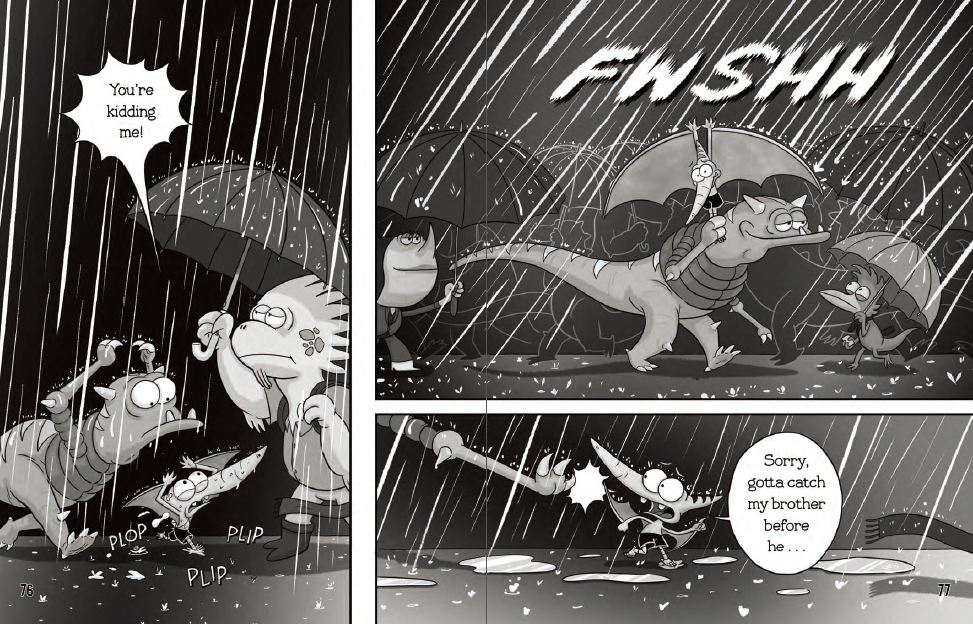 You're
kidding
me!
PLOP
PLIP
PLIP
76
FWSHH
Sorry,
gotta catch
my brother
before
he . . .
77